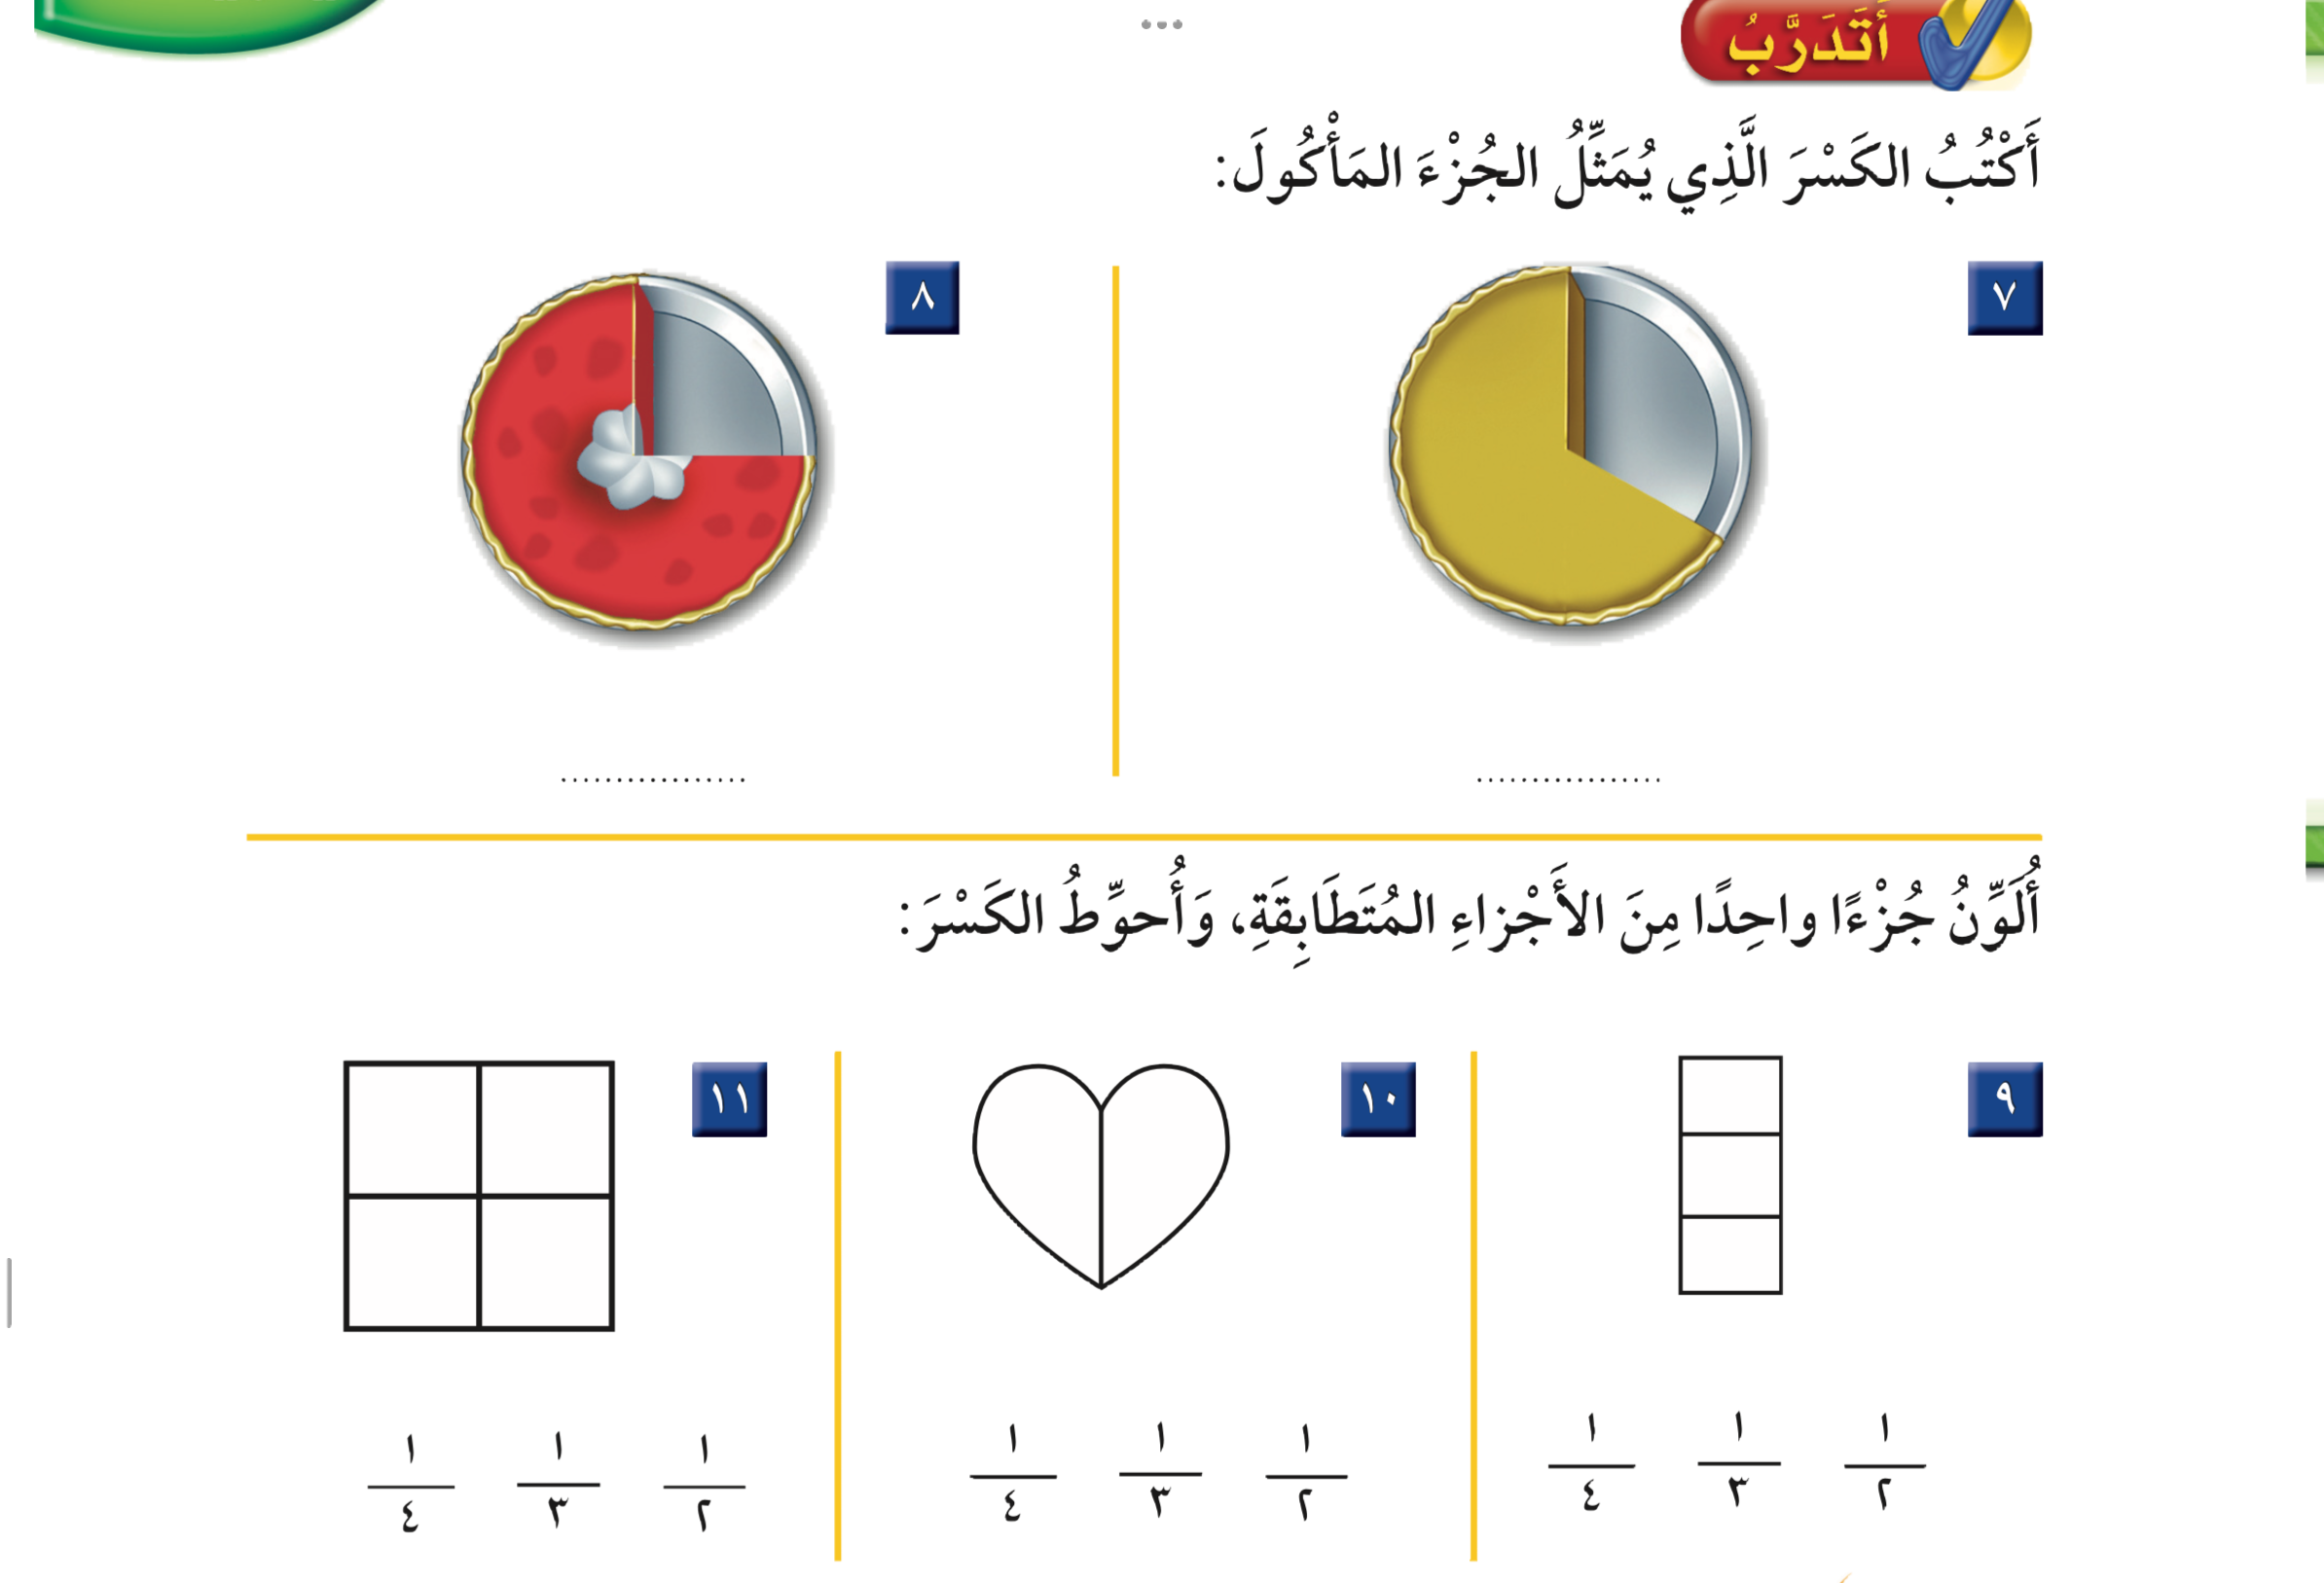 أَتَدَرَّبُ
أَكْتُبُ الكَسْرَ الَّذِي يُمَثِّلُ الجُزْءَ المَأْكُولَ:
٧
٨
أُلَوِّنُ جُزْءًا واحِدًا مِنَ الأَجْزاءِ المُتَطَابِقَةِ، وَأُحوِّطُ الكَسْرَ:
٩
١٠
١١
١/٢ ١/٣ ١/٤
١/٢ ١/٣ ١/٤
١/٢ ١/٣ ١/٤